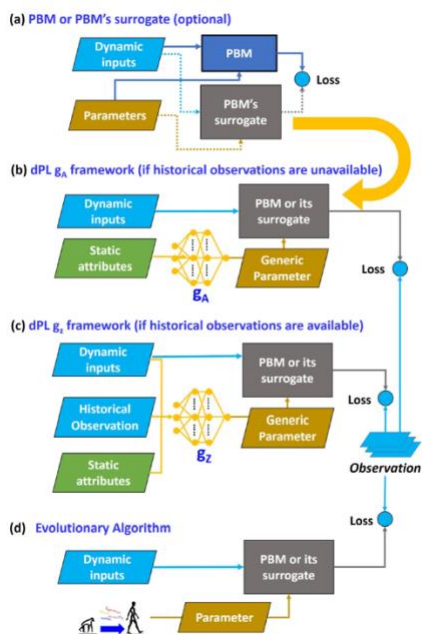 (a) PBM or PBM's surrogate (optional)
Dynamic
inputs
PBM
Loss
Parameters
PBM's
surrogate
(b) dPL gA framework (if historical observations are unavailable)
Dynamic
inputs
PBM or its
surrogate
Static
attributes
gA
Generic
Parameter
Loss
(c) dPL gz framework (if historical observations are available)
Dynamic
inputs
PBM or its
surrogate
Historical
Observation
gZ
Generic
Parameter
Loss
Static
attributes
Observation
(d) Evolutionary Algorithm
Loss
Dynamic
inputs
PBM or its
surrogate
Parameter